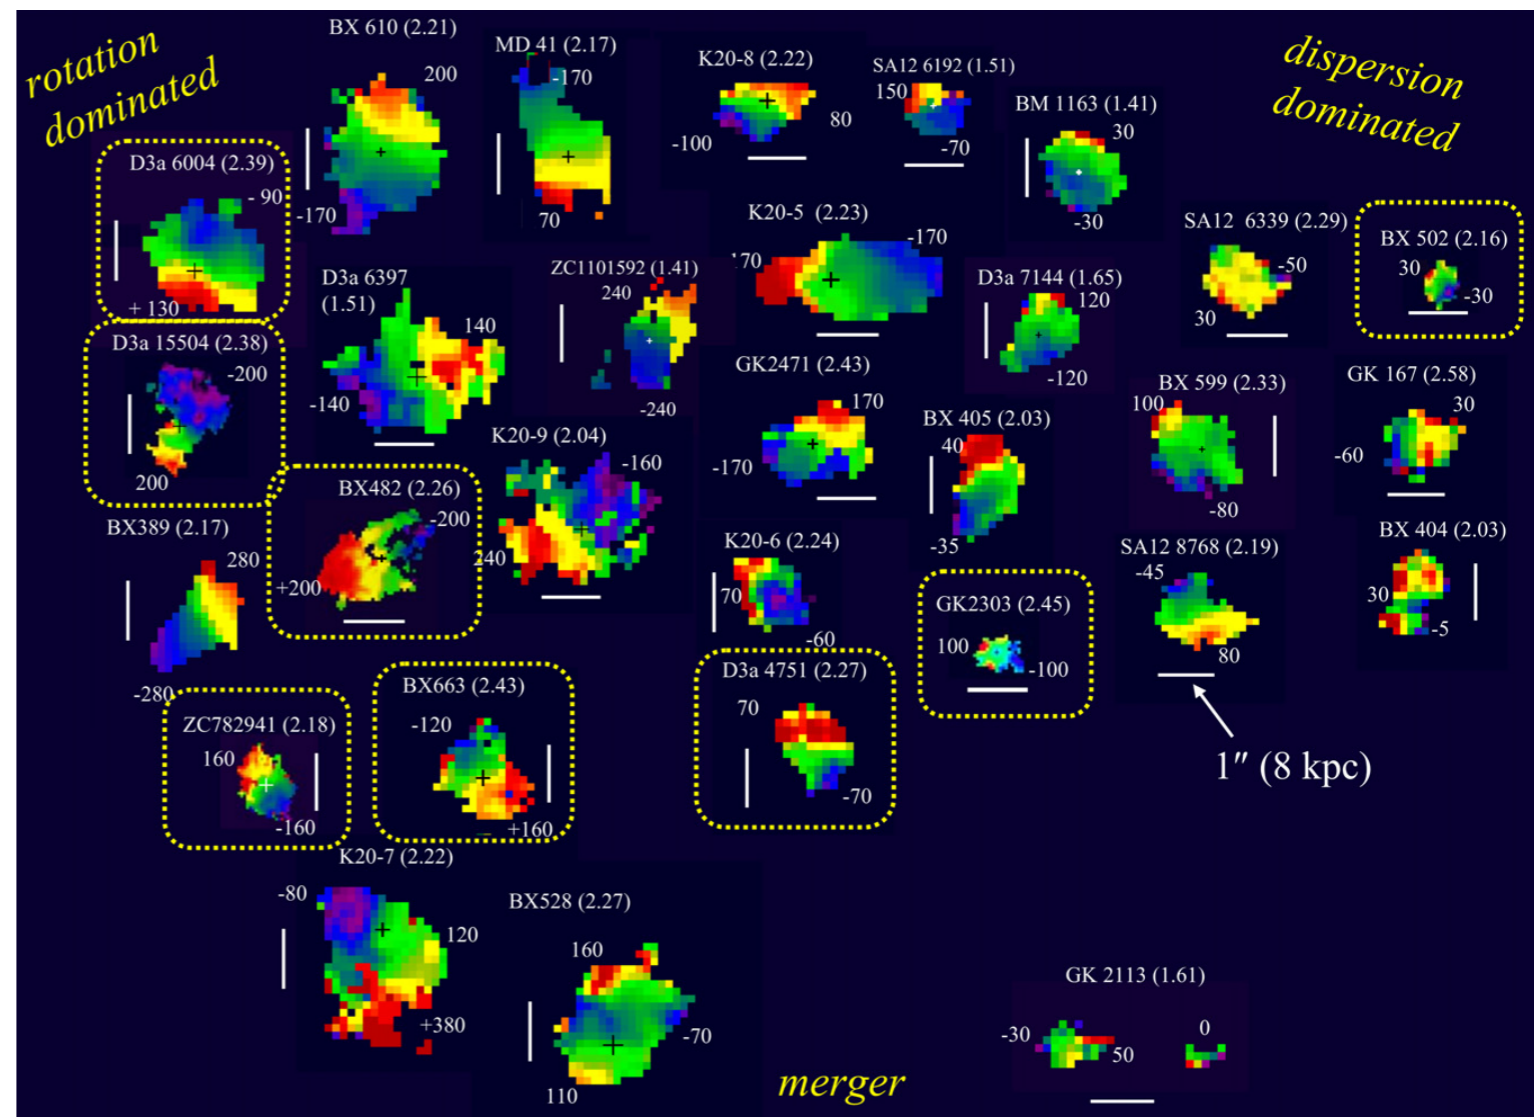 rotation
dominated
dispersion
dominated
BX 610 (2.21)
200
-170
MD 41 (2.17)
-170
70
K20-8 (2.22)
-100
80
SA12 6192 (1.51)
150
-70
BM 1163 (1.41)
30
-30
D3a 6004 (2.39)
- 90
+ 130
K20-5 (2.23)
170
-170
SA12 6339 (2.29)
-50
30
BX 502 (2.16)
30
-30
D3a 6397
(1.51)
140
-140
ZC1101592 (1.41)
240
-240
D3a 7144 (1.65)
120
-120
D3a 15504 (2.38)
-200
200
GK2471 (2.43)
170
-170
BX 599 (2.33)
100
-80
GK 167 (2.58)
30
-60
BX 405 (2.03)
40
-35
K20-9 (2.04)
-160
240
BX482 (2.26)
-200
+200
BX389 (2.17)
280
-280
K20-6 (2.24)
70
-60
SA12 8768 (2.19)
-45
80
BX 404 (2.03)
30
-5
GK2303 (2.45)
100
-100
D3a 4751 (2.27)
70
-70
BX663 (2.43)
-120
+160
ZC782941 (2.18)
160
-160
1″ (8 kpc)
K20-7 (2.22)
-80
120
+380
BX528 (2.27)
160
-70
110
merger
GK 2113 (1.61)
-30
50
0